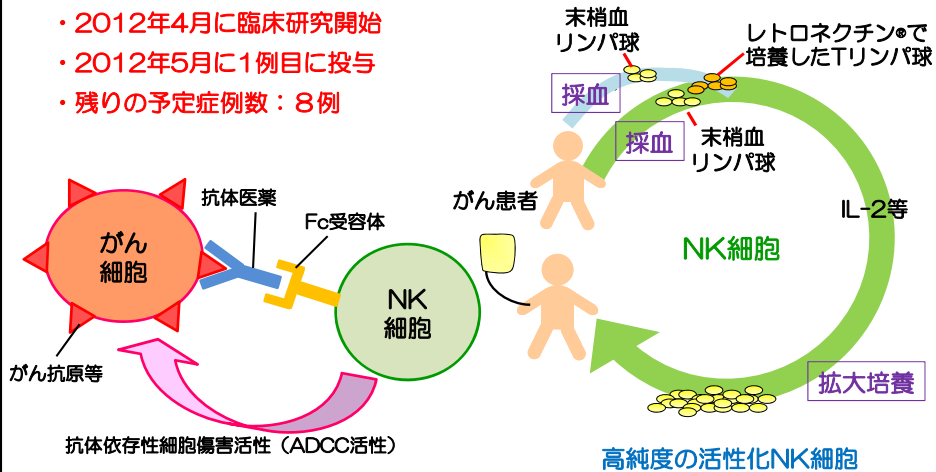 ・2012年4月に臨床研究開始
・2012年5月に1例目に投与
・残りの予定症例数：8例
末梢血
リンパ球
レトロネクチン®で
培養したTリンパ球
採血
採血
末梢血
リンパ球
がん患者
IL-2等
NK細胞
拡大培養
高純度の活性化NK細胞
がん
細胞
抗体医薬
Fc受容体
NK
細胞
がん抗原等
抗体依存性細胞傷害活性（ADCC活性）